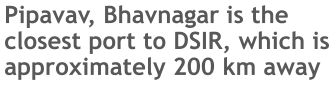 Pipavav, Bhavnagar is the
closest port to DSIR, which is
approximately 200 km away